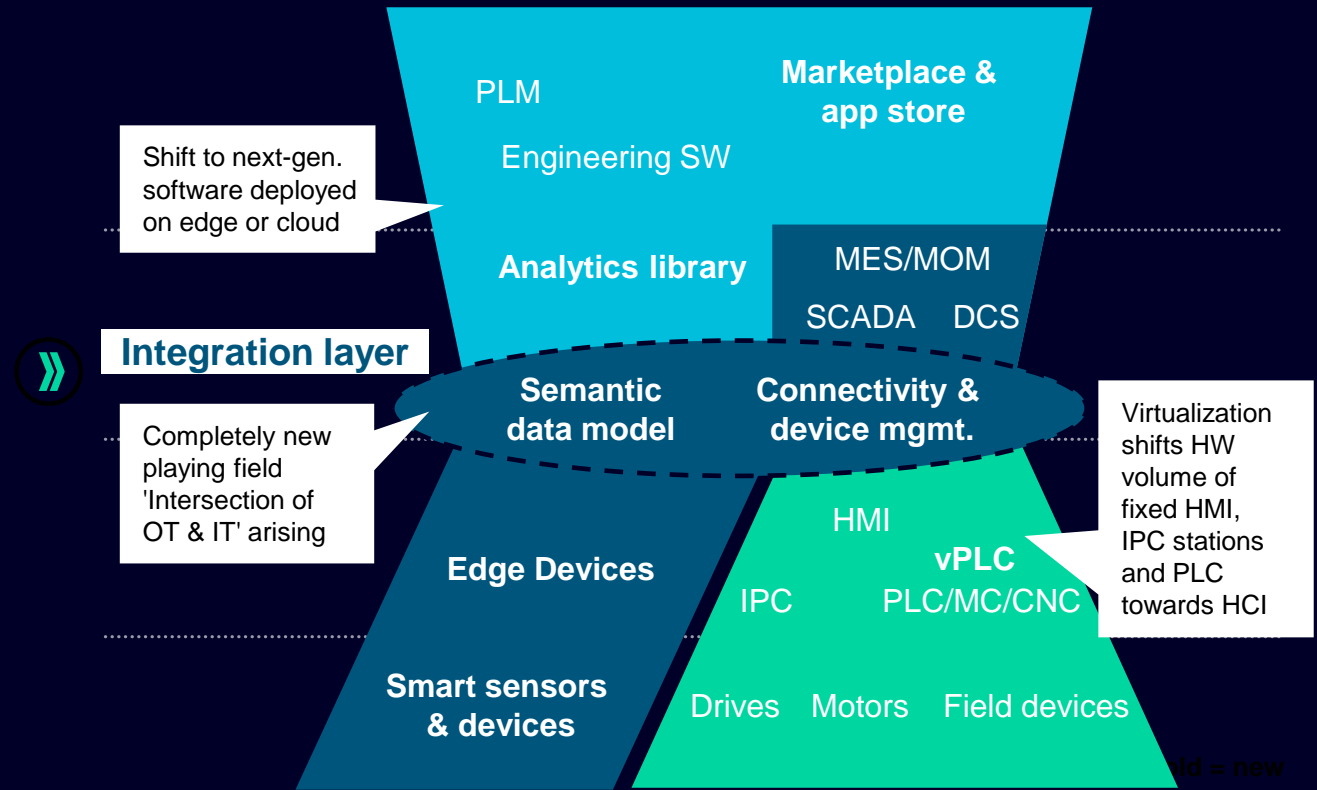 PLM
Marketplace &
app store
Engineering SW
Shift to next-gen.
software deployed
on edge or cloud
Analytics library
MES/MOM
SCADA DCS
Integration layer
Semantic
data model
Connectivity &
device mgmt.
Completely new
playing field
'Intersection of
OT & IT' arising
Virtualization
shifts HW
volume of
fixed HMI,
IPC stations
and PLC
towards HCI
HMI
vPLC
Edge Devices
IPC PLC/MC/CNC
Smart sensors
& devices
Drives Motors Field devices
= new